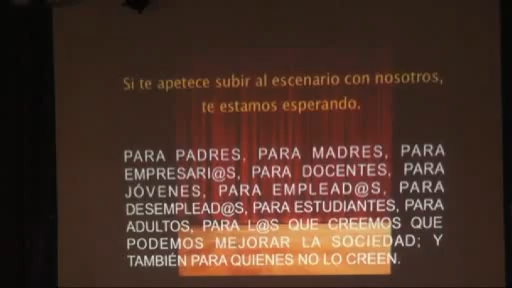 Si te apetece subir al escenario con nosotros,
te estamos esperando.
PARA PADRES, PARA MADRES, PARA
EMPRESARI@S, PARA DOCENTES, PARA
JÓVENES, PARA EMPLEAD@S, PARA
DESEMPLEAD@S, PARA ESTUDIANTES, PARA
ADULTOS, PARA L@S QUE CREEMOS QUE
PODEMOS MEJORAR LA SOCIEDAD; Y
TAMBIÉN PARA QUIENES NO LO CREEN.